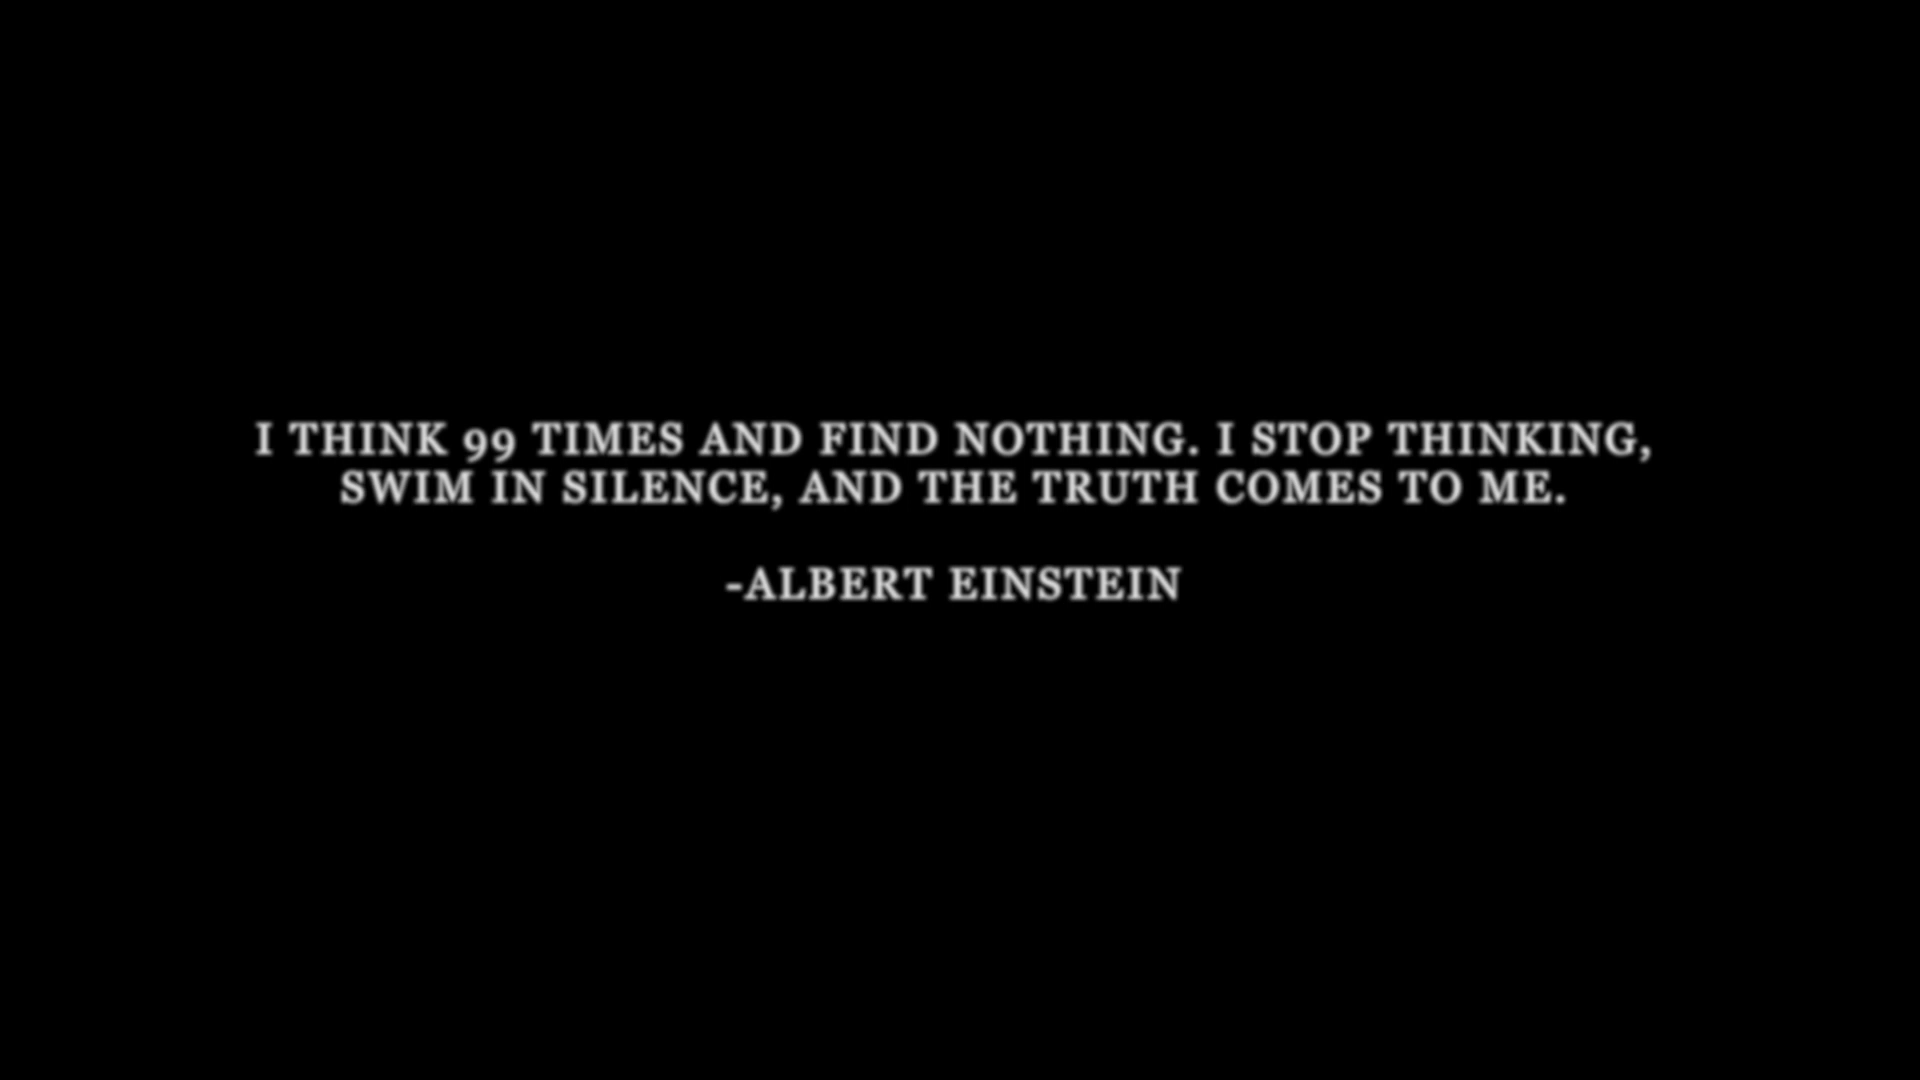 I THINK 99 TIMES AND FIND NOTHING. I STOP THINKING,
SWIM IN SILENCE, AND THE TRUTH COMES TO ME.
-ALBERT EINSTEIN